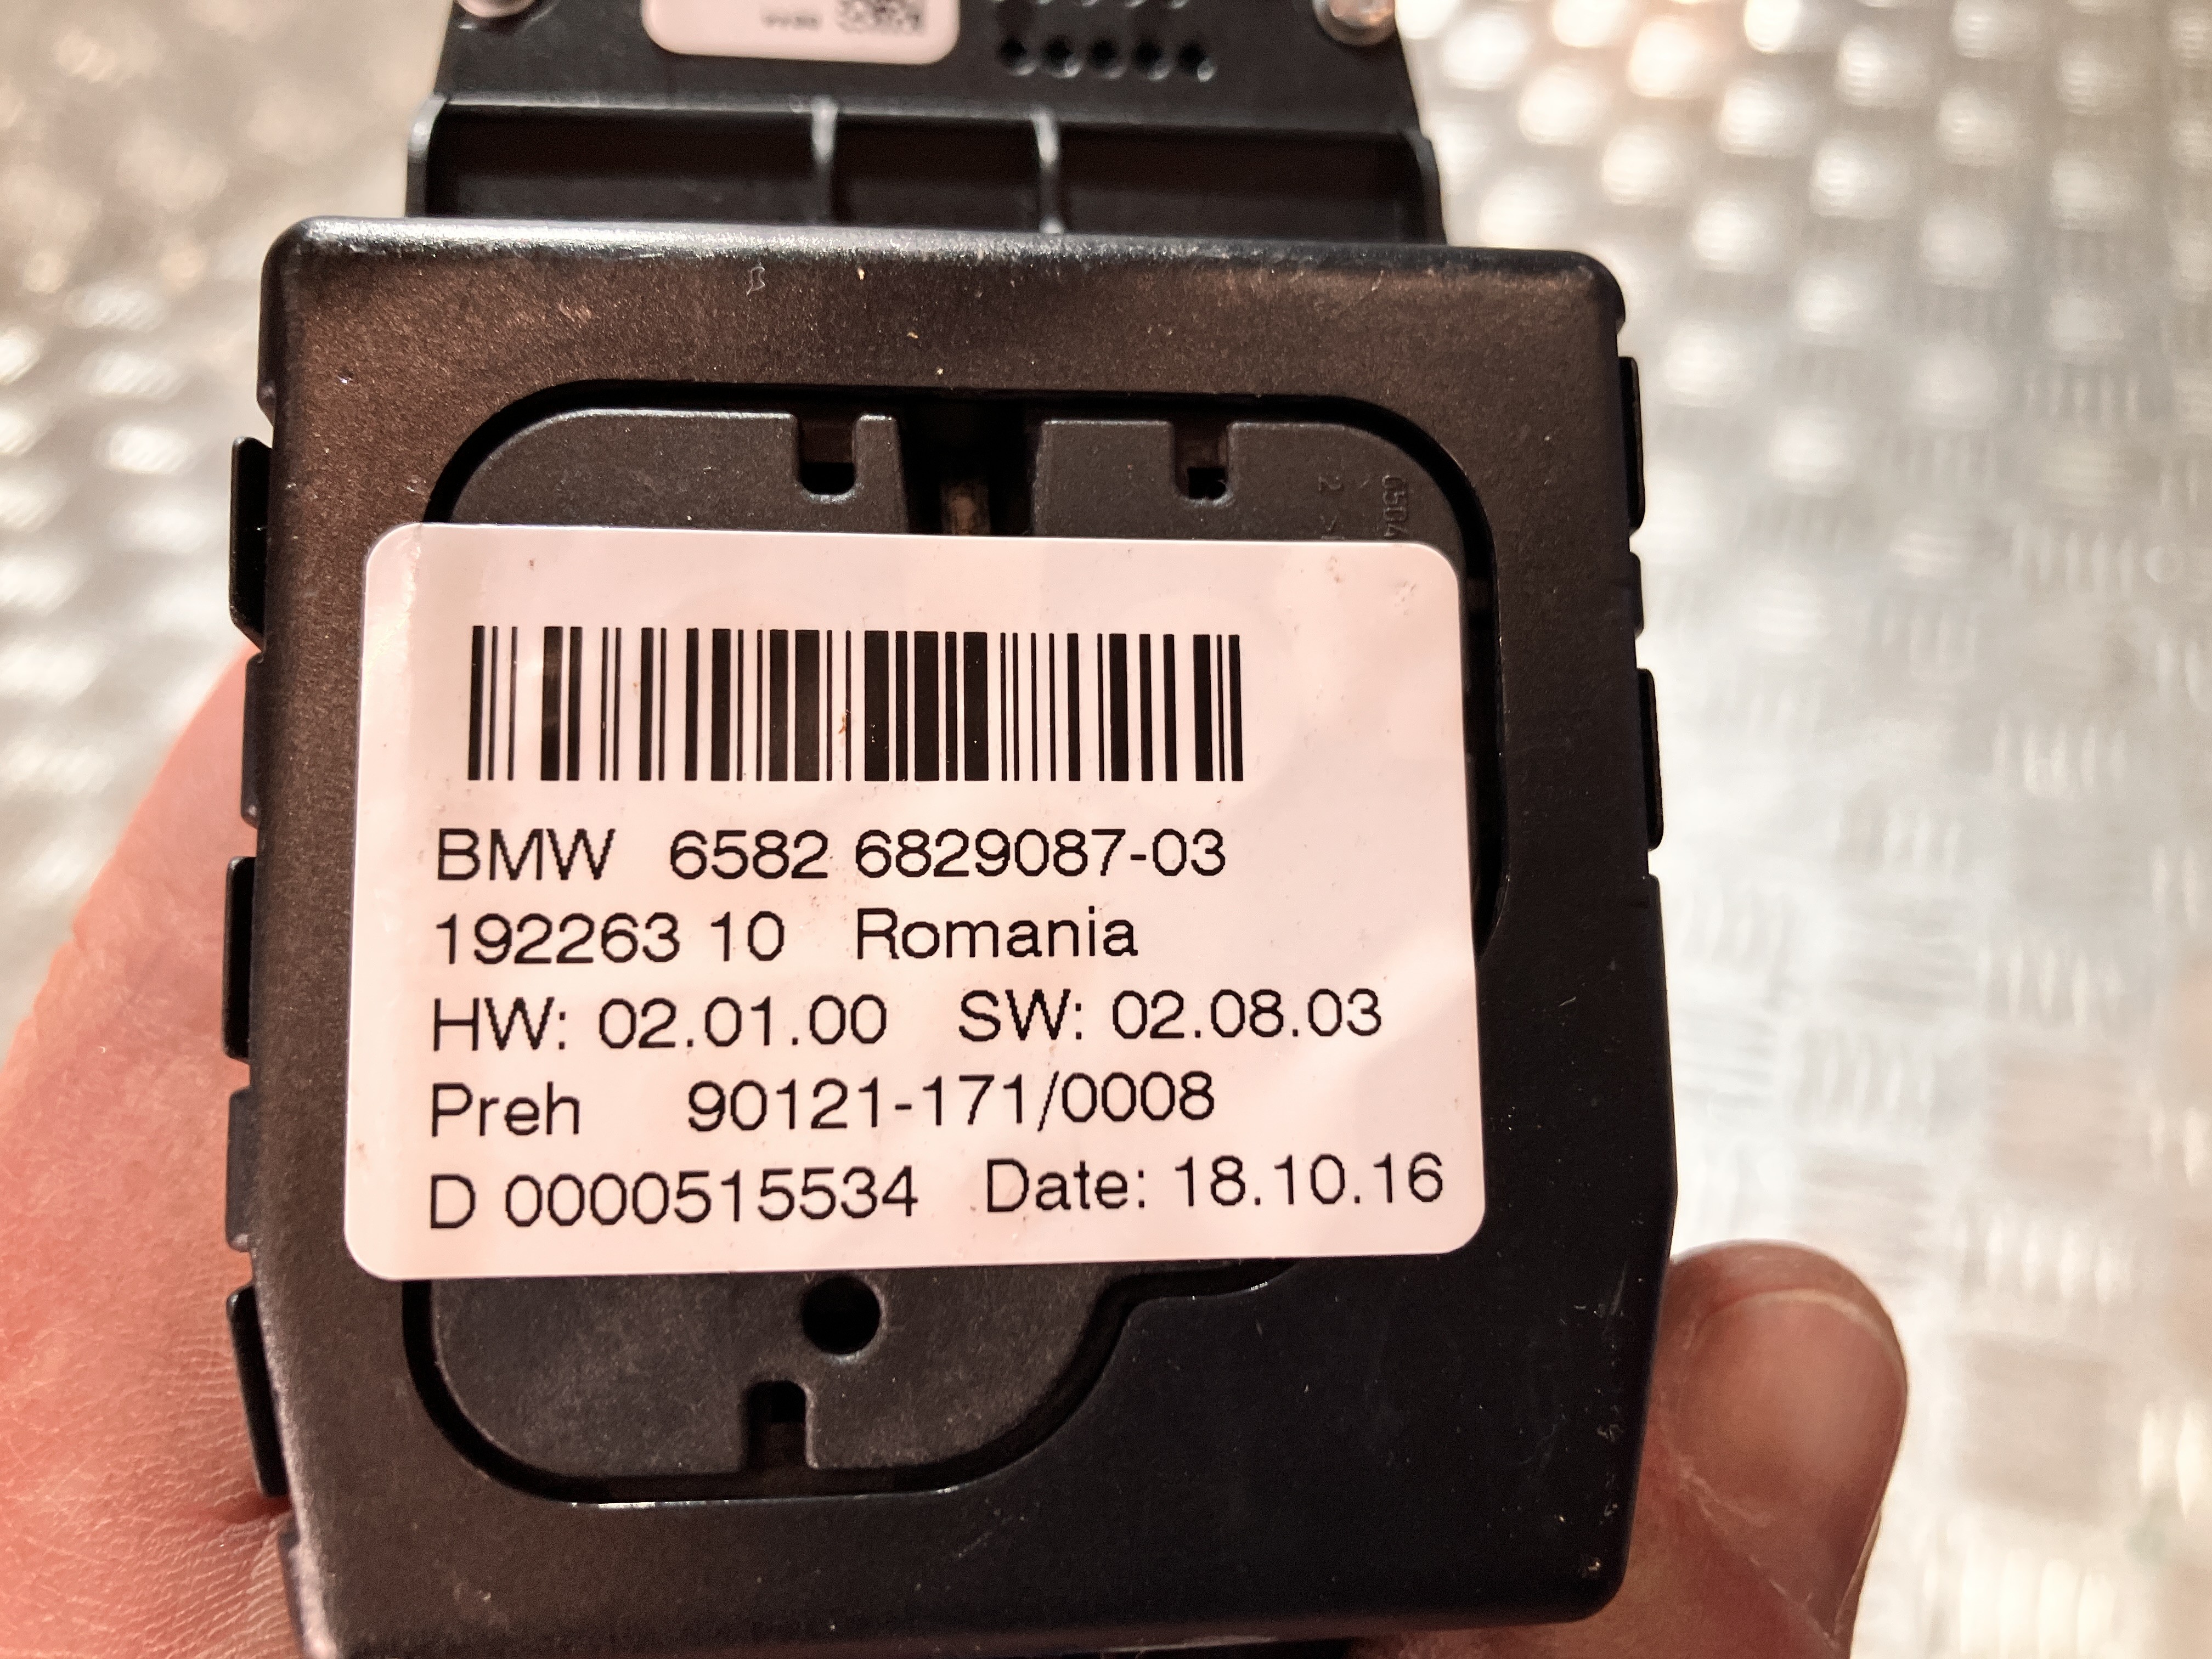 BMW 6582 6829087-03
192263 10 Romania
HW: 02.01.00 SW: 02.08.03
Preh 90121-171/0008
D 0000515534 Date: 18.10.16